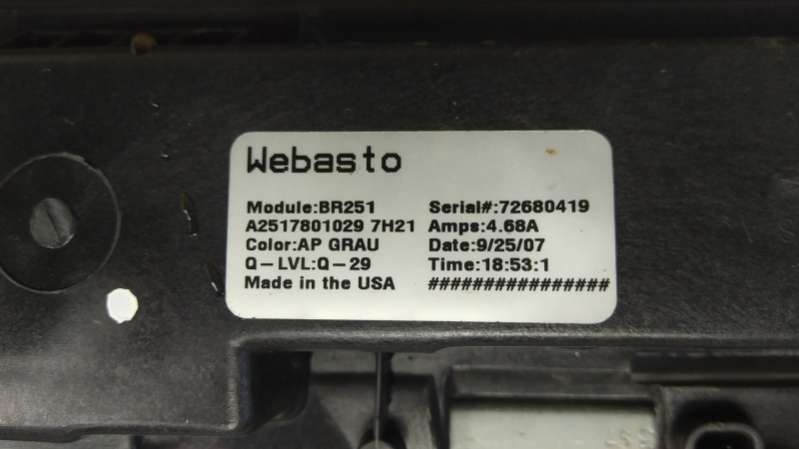 Webasto
Module:BR251 Serial#:72680419
A2517801029 7H21 Amps:4.68A
Color:AP GRAU Date:9/25/07
Q-LVL:Q-29 Time:18:53:1
Made in the USA ################